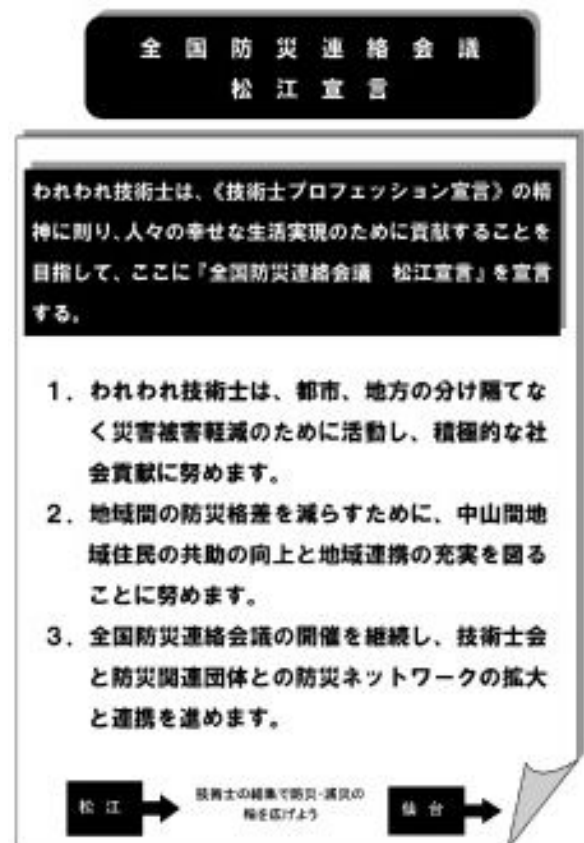 全国防災連絡会議
松江宣言
われわれ技術士は、《技術士プロフェッション宣言》の精
神に則り、人々の幸せな生活実現のために貢献することを
目指して、ここに『全国防災連絡会議　松江宣言』を宣言
する。
1．われわれ技術士は、都市、地方の分け隔てな
く災害被害軽減のために活動し、積極的な社
会貢献に努めます。
2．地域間の防災格差を減らすために、中山間地
域住民の共助の向上と地域連携の充実を図る
ことに努めます。
3．全国防災連絡会議の開催を継続し、技術士会
と防災関連団体との防災ネットワークの拡大
と連携を進めます。
松江
技術士の結集で防災・減災の
輪を広げよう
仙台